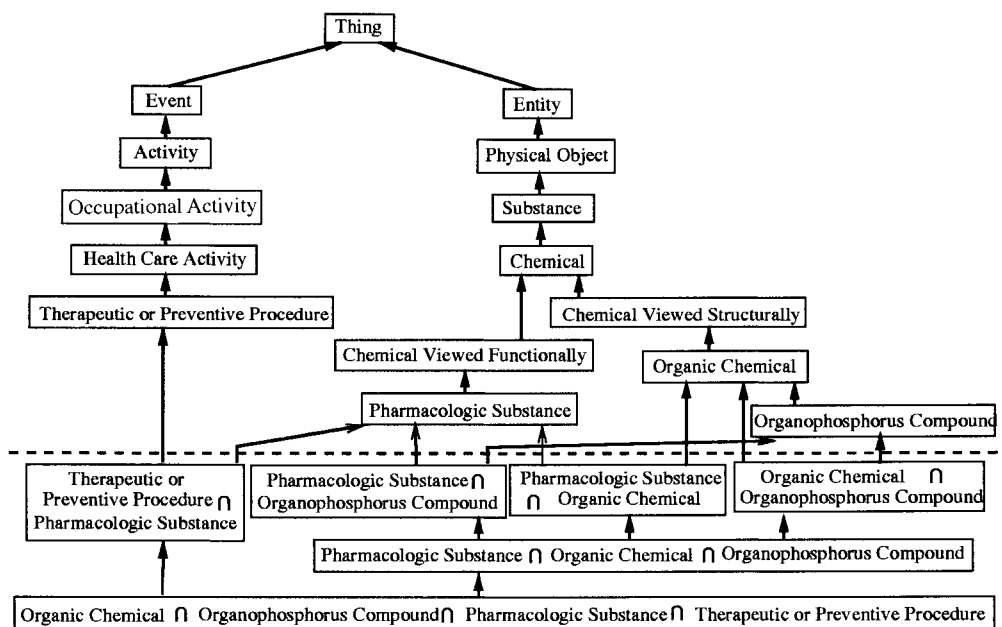 Thing
Event
Entity
Activity
Physical Object
Occupational Activity
Substance
Health Care Activity
Chemical
Therapeutic or Preventive Procedure
Chemical Viewed Structurally
Chemical Viewed Functionally
Organic Chemical
Pharmacologic Substance
Organophosphorus Compound
Therapeutic or
Preventive Procedure ∩
Pharmacologic Substance
Pharmacologic Substance ∩
Organophosphorus Compound
Pharmacologic Substance
∩ Organic Chemical
Organic Chemical ∩
Organophosphorus Compound
Pharmacologic Substance ∩ Organic Chemical ∩ Organophosphorus Compound
Organic Chemical ∩ Organophosphorus Compound ∩ Pharmacologic Substance ∩ Therapeutic or Preventive Procedure